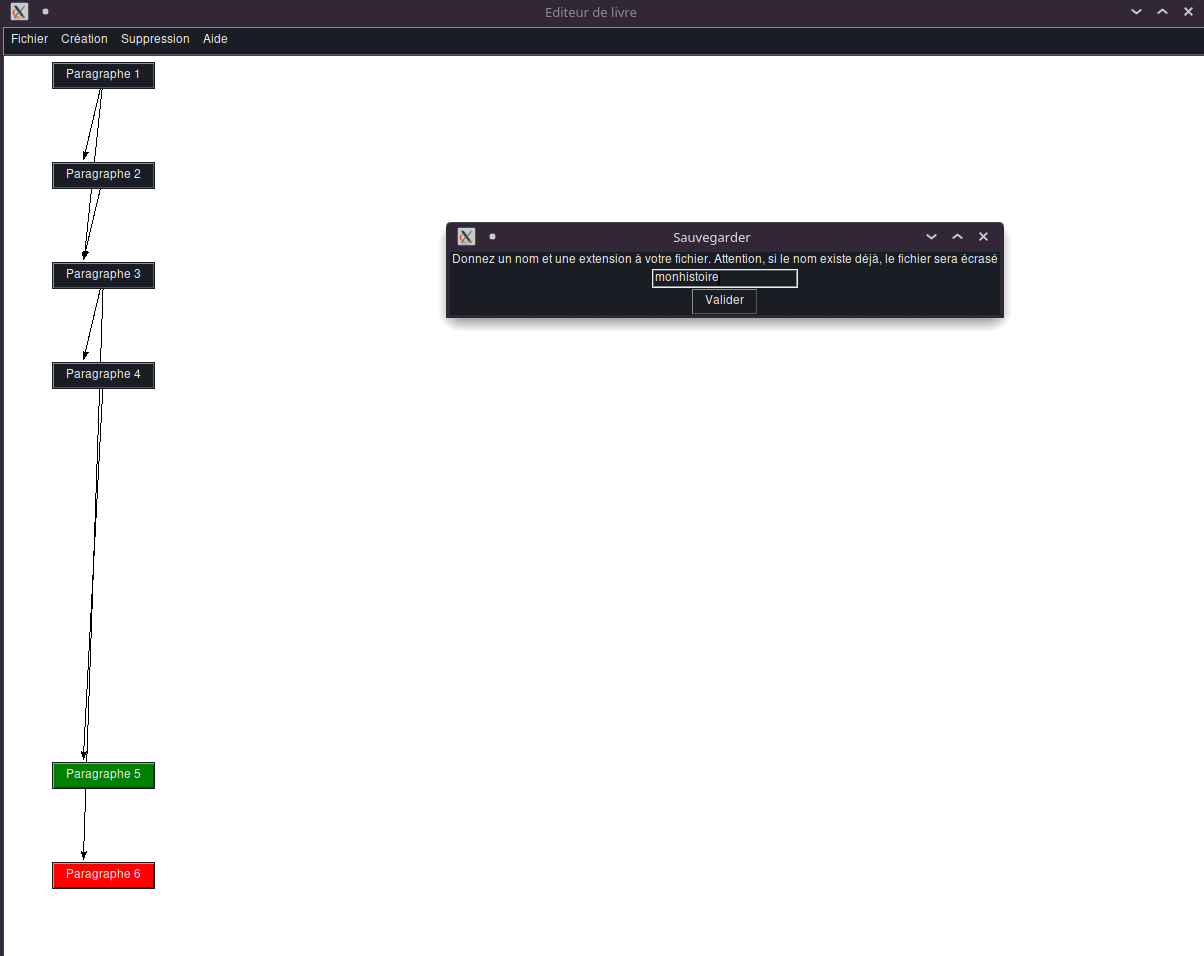 Editeur de livre
Fichier Création Suppression Aide
Paragraphe 1
Paragraphe 2
Sauvegarder
Donnez un nom et une extension à votre fichier. Attention, si le nom existe déjà, le fichier sera écrasé
monhistoire
Valider
Paragraphe 3
Paragraphe 4
Paragraphe 5
Paragraphe 6